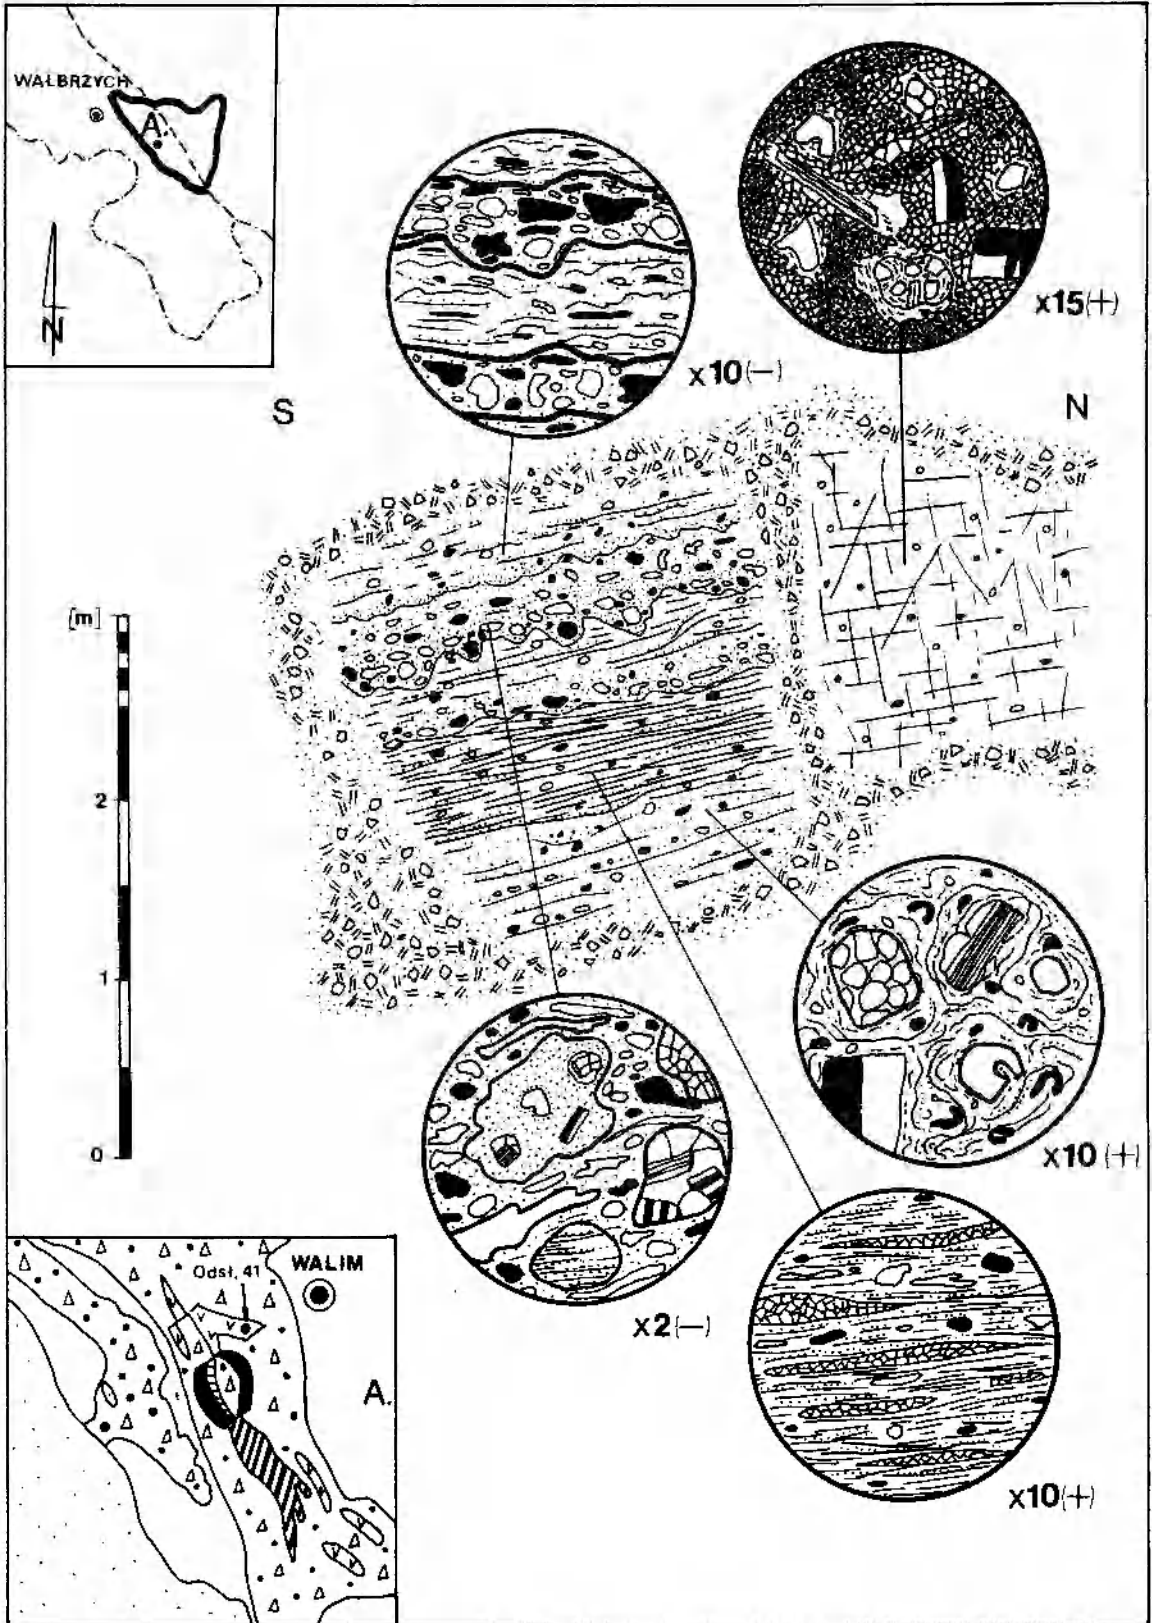 WAŁBRZYCH
A.
N
x10(—)
x15(+)
S
N
[m]
2
1
0
x10(+)
x2(—)
x10(+)
WALIM
Odsł. 41
A.